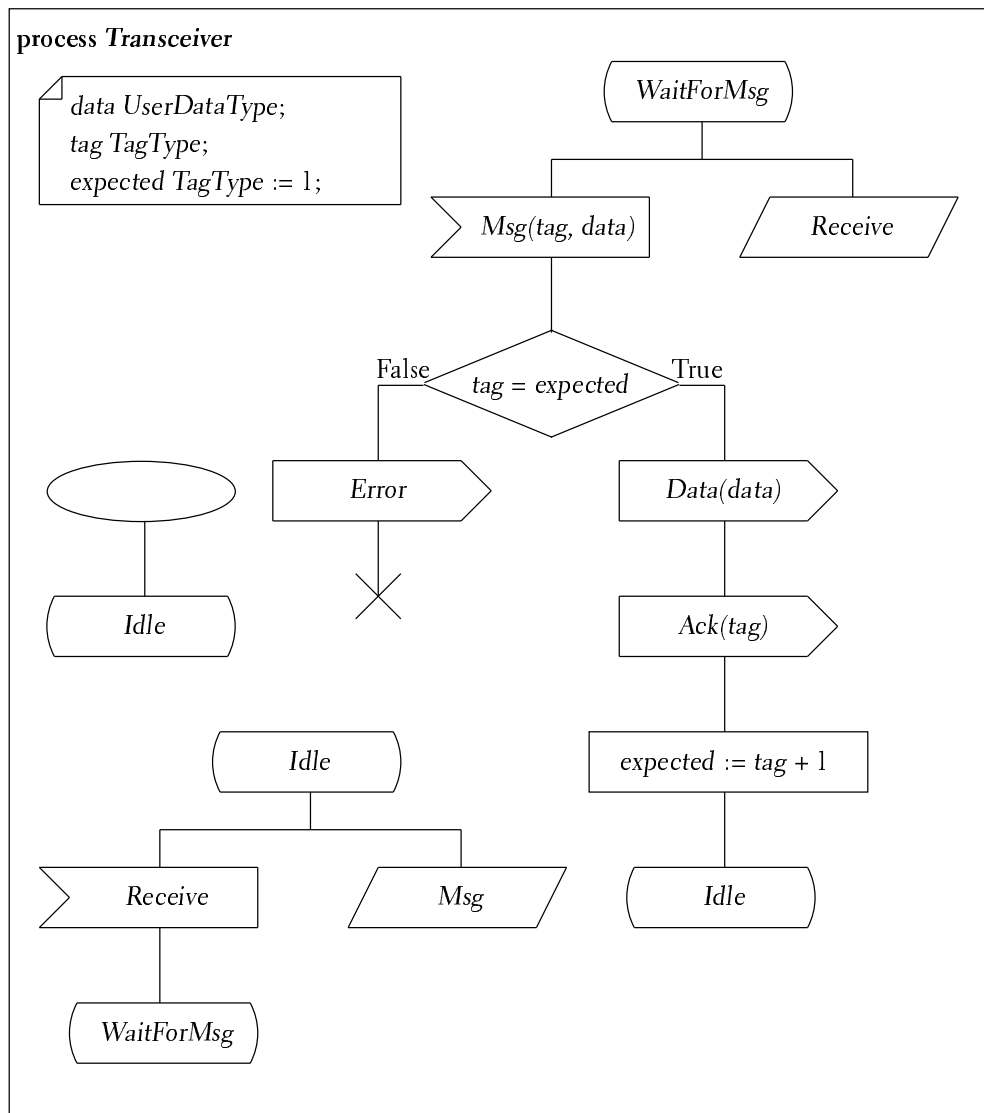 process Transceiver
data UserDataType;
tag TagType;
expected TagType := 1;
WaitForMsg
Msg(tag, data)
Receive
False
True
tag = expected
Error
Data(data)
Idle
Ack(tag)
Idle
expected := tag + 1
Receive
Msg
Idle
WaitForMsg